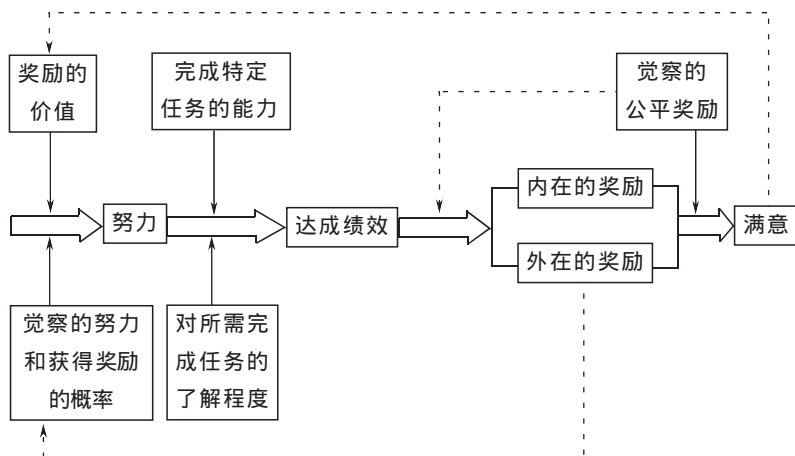 奖励的
价值
完成特定
任务的能力
觉察的
公平奖励
努力
达成绩效
内在的奖励
外在的奖励
满意
觉察的努力
和获得奖励
的概率
对所需完
成任务的
了解程度